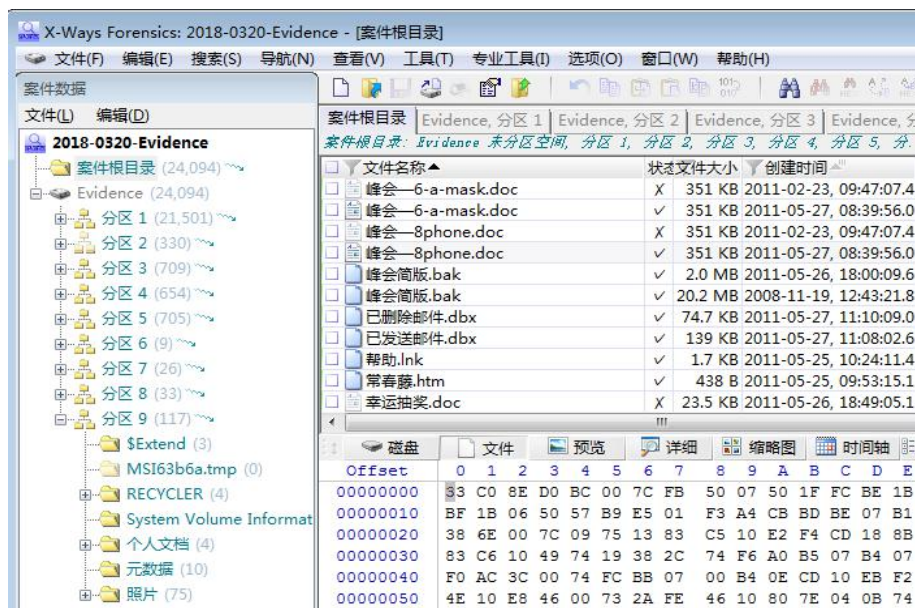 X-Ways Forensics: 2018-0320-Evidence - [案件根目录]
文件(F) 编辑(E) 搜索(S) 导航(N) 查看(V) 工具(T) 专业工具(I) 选项(O) 窗口(W) 帮助(H)
案件数据
文件(L) 编辑(D)
2018-0320-Evidence
案件根目录 (24,094)
Evidence (24,094)
分区 1 (21,501)
分区 2 (330)
分区 3 (709)
分区 4 (654)
分区 5 (705)
分区 6 (9)
分区 7 (26)
分区 8 (33)
分区 9 (117)
$Extend (3)
MSI63b6a.tmp (0)
RECYCLER (4)
System Volume Informat
个人文档 (4)
元数据 (10)
照片 (75)
案件根目录 Evidence, 分区 1 Evidence, 分区 2 Evidence, 分区 3 Evidence, 分
案件根目录: Evidence 未分区空间, 分区 1, 分区 2, 分区 3, 分区 4, 分区 5, 分.
文件名称 状态 文件大小 创建时间
峰会—6-a-mask.doc X 351 KB 2011-02-23, 09:47:07.4
峰会—6-a-mask.doc ✓ 351 KB 2011-05-27, 08:39:56.0
峰会—8phone.doc X 351 KB 2011-02-23, 09:47:07.4
峰会—8phone.doc ✓ 351 KB 2011-05-27, 08:39:56.0
峰会简版.bak ✓ 2.0 MB 2011-05-26, 18:00:09.6
峰会简版.bak ✓ 20.2 MB 2008-11-19, 12:43:21.8
已删除邮件.dbx ✓ 74.7 KB 2011-05-27, 11:10:09.0
已发送邮件.dbx ✓ 139 KB 2011-05-27, 11:08:02.6
帮助.lnk ✓ 1.7 KB 2011-05-25, 10:24:11.4
常春藤.htm ✓ 438 B 2011-05-25, 09:53:15.1
幸运抽奖.doc X 23.5 KB 2011-05-26, 18:49:05.1
磁盘 文件 预览 详细 缩略图 时间轴
Offset 0 1 2 3 4 5 6 7 8 9 A B C D E
00000000 33 C0 8E D0 BC 00 7C FB 50 07 50 1F FC BE 1B
00000010 BF 1B 06 50 57 B9 E5 01 F3 A4 CB BD BE 07 B1
00000020 38 6E 00 7C 09 75 13 83 C5 10 E2 F4 CD 18 8B
00000030 83 C6 10 49 74 19 38 2C 74 F6 A0 B5 07 B4 07
00000040 F0 AC 3C 00 74 FC BB 07 00 B4 0E CD 10 EB F2
00000050 4E 10 E8 46 00 73 2A FE 46 10 80 7E 04 0B 74